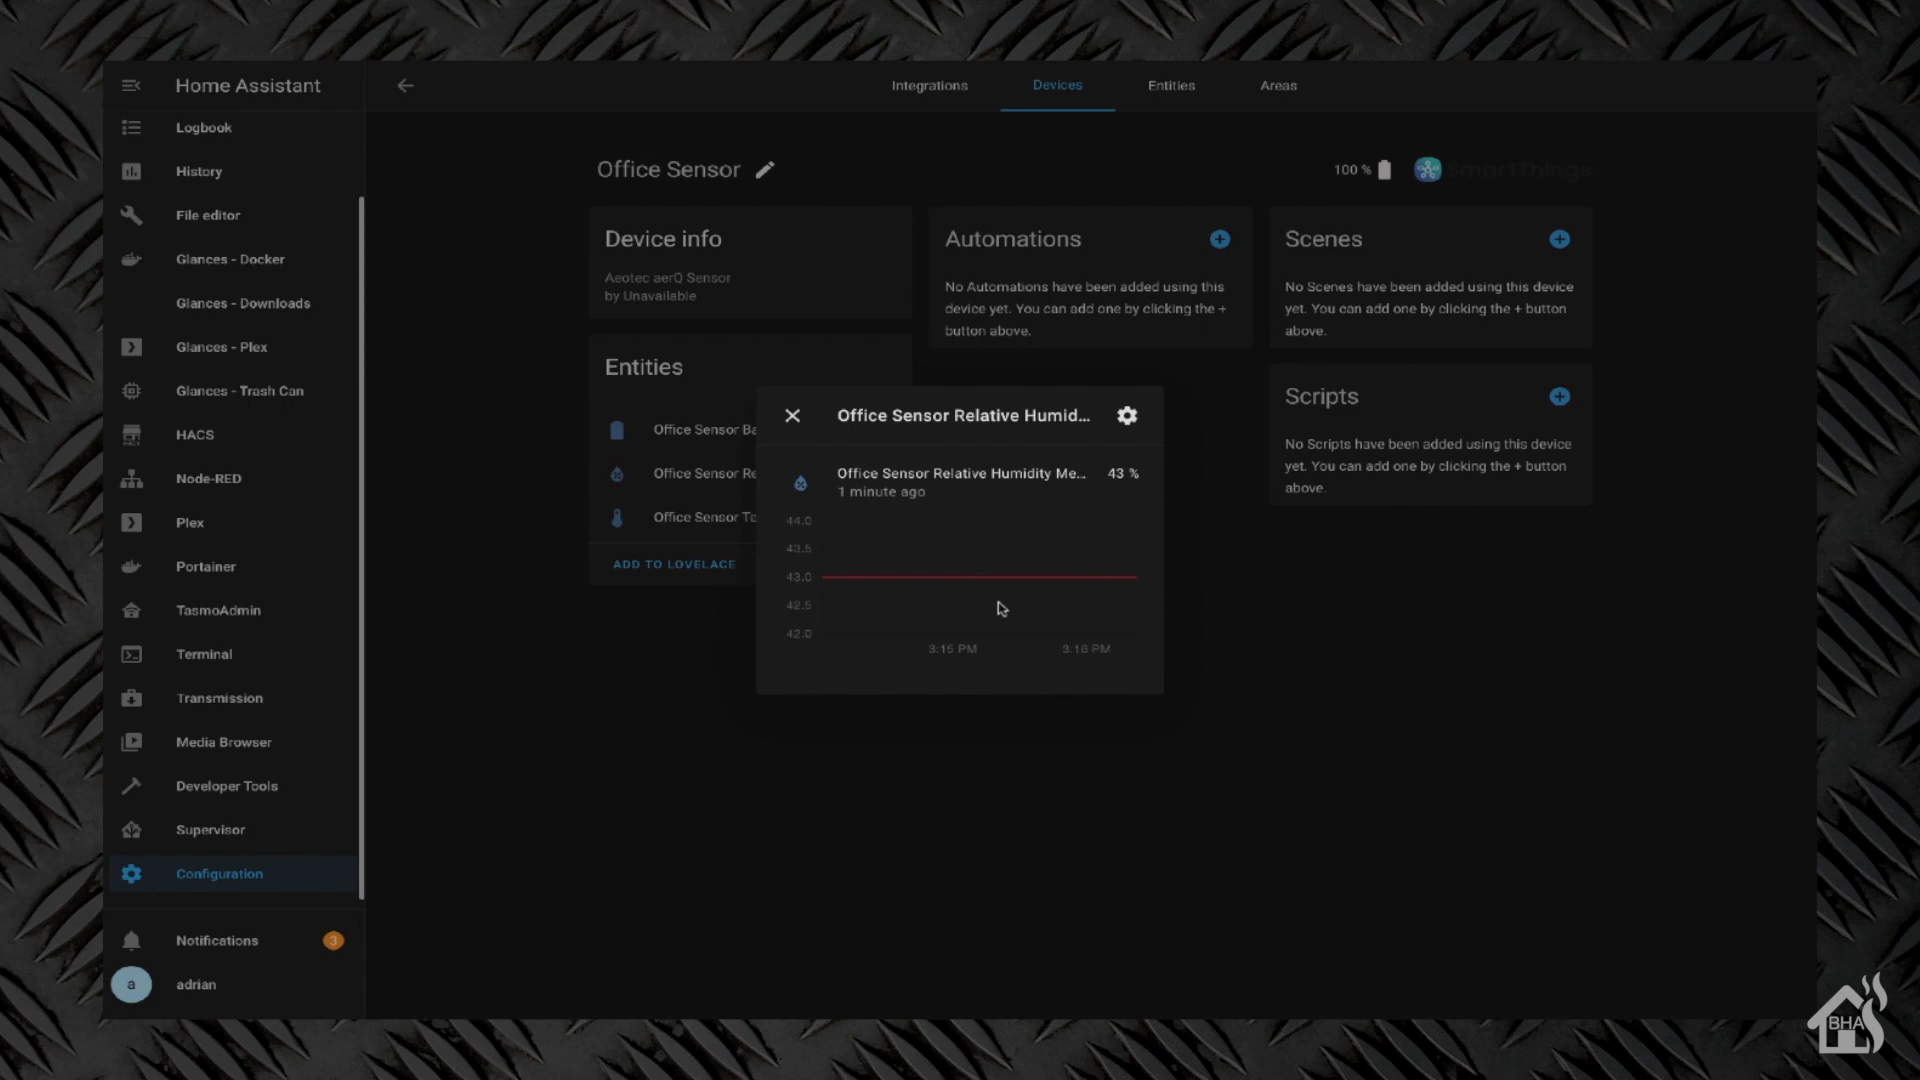 Home Assistant
Integrations
Devices
Entities
Areas
Logbook
History
File editor
Glances - Docker
Glances - Downloads
Glances - Plex
Glances - Trash Can
HACS
Node-RED
Plex
Portainer
TasmoAdmin
Terminal
Transmission
Media Browser
Developer Tools
Supervisor
Configuration
Notifications
3
a
adrian
Office Sensor
100 %
SmartThings
Device info
Aeotec aerQ Sensor
by Unavailable
Entities
Office Sensor Ba
Office Sensor Re
Office Sensor Te
ADD TO LOVELACE
Automations
No Automations have been added using this
device yet. You can add one by clicking the +
button above.
Scenes
No Scenes have been added using this device
yet. You can add one by clicking the + button
above.
Scripts
No Scripts have been added using this device
yet. You can add one by clicking the + button
above.
Office Sensor Relative Humid...
Office Sensor Relative Humidity Me...
43 %
1 minute ago
44.0
43.5
43.0
42.5
42.0
3:15 PM
3:16 PM
BHA